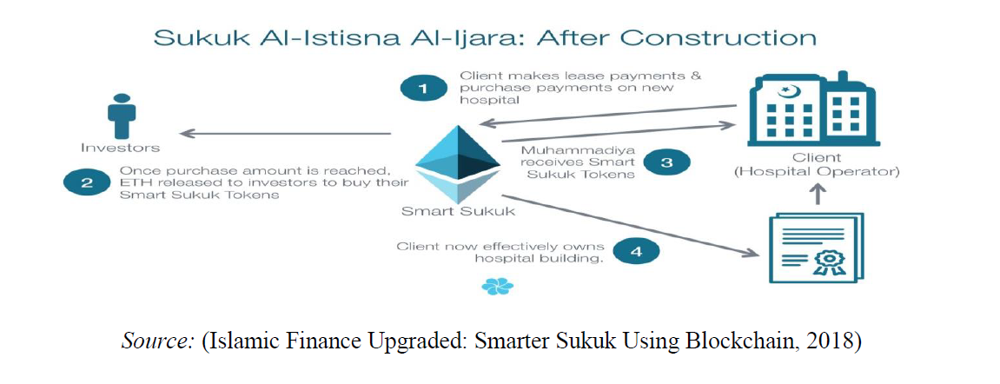 Sukuk Al-Istisna Al-Ijara: After Construction
1
Client makes lease payments &
purchase payments on new
hospital
Investors
2
Once purchase amount is reached,
ETH released to investors to buy their
Smart Sukuk Tokens
Smart Sukuk
Muhammadiya
receives Smart
Sukuk Tokens
3
Client
(Hospital Operator)
Client now effectively owns
hospital building.
4
Source: (Islamic Finance Upgraded: Smarter Sukuk Using Blockchain, 2018)